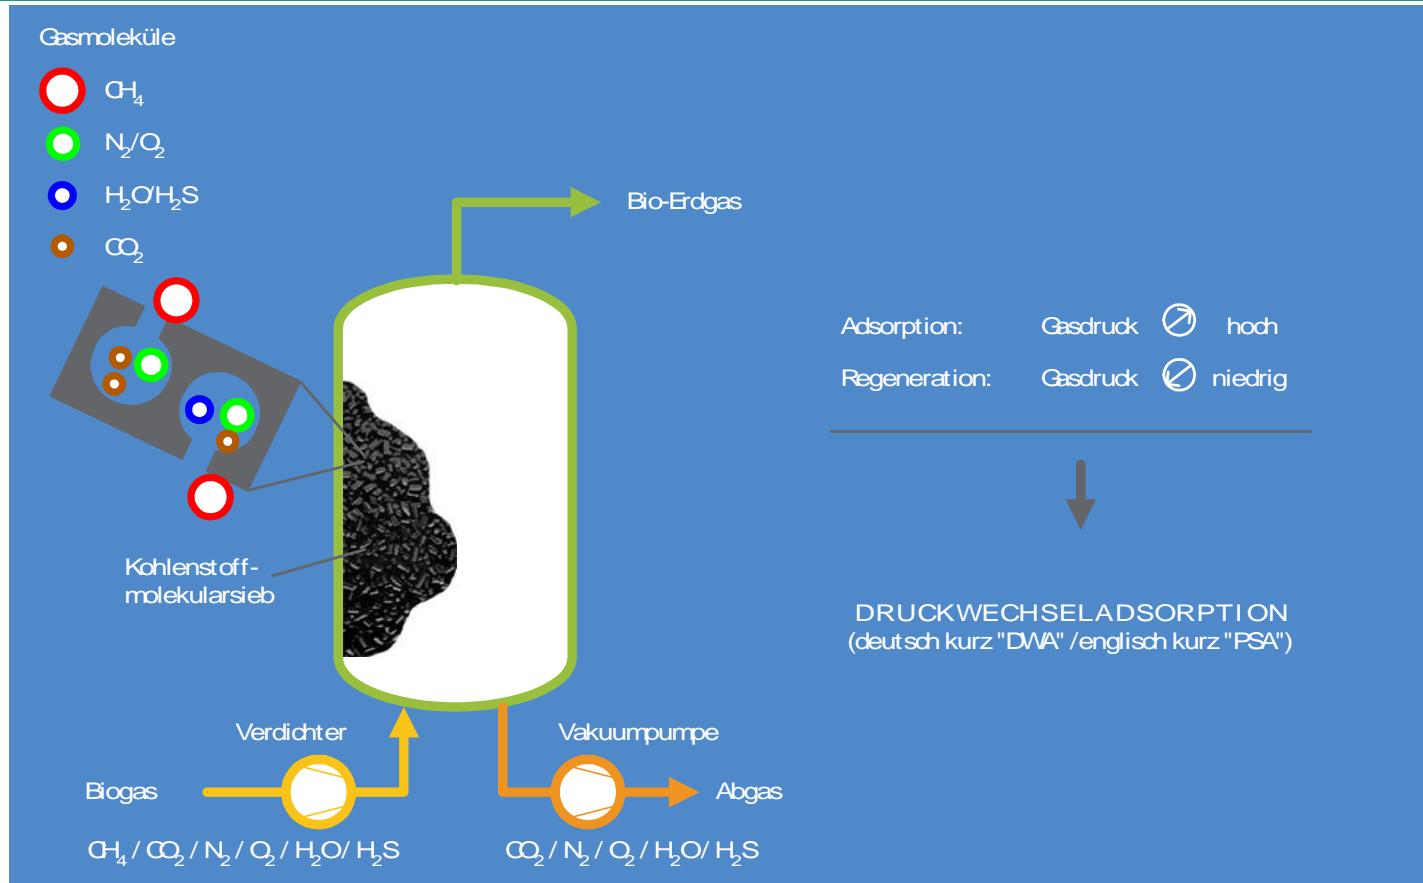 Gasmoleküle
CH₄
N₂/O₂
H₂O/H₂S
CO₂
Bio-Erdgas
Adsorption: Gasdruck hoch
Regeneration: Gasdruck niedrig
Kohlenstoff-
molekularsieb
DRUCKWECHSELADSORPTION
(deutsch kurz "DWA" / englisch kurz "PSA")
Verdichter
Vakuumpumpe
Biogas
Abgas
CH₄ / CO₂ / N₂ / O₂ / H₂O / H₂S
CO₂ / N₂ / O₂ / H₂O / H₂S